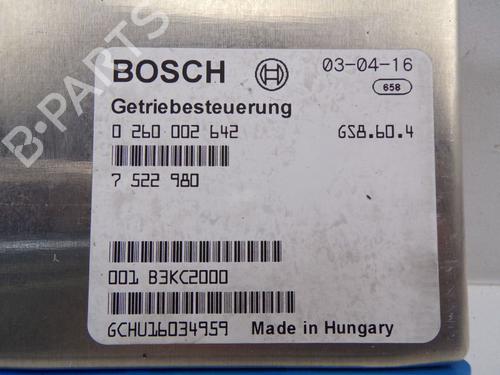 B-PARTS
BOSCH 03-04-16
658
Getriebesteuerung
0 260 002 642 GS8.60.4
7 522 980
001 B3KC2000
GCHU16034959 Made in Hungary